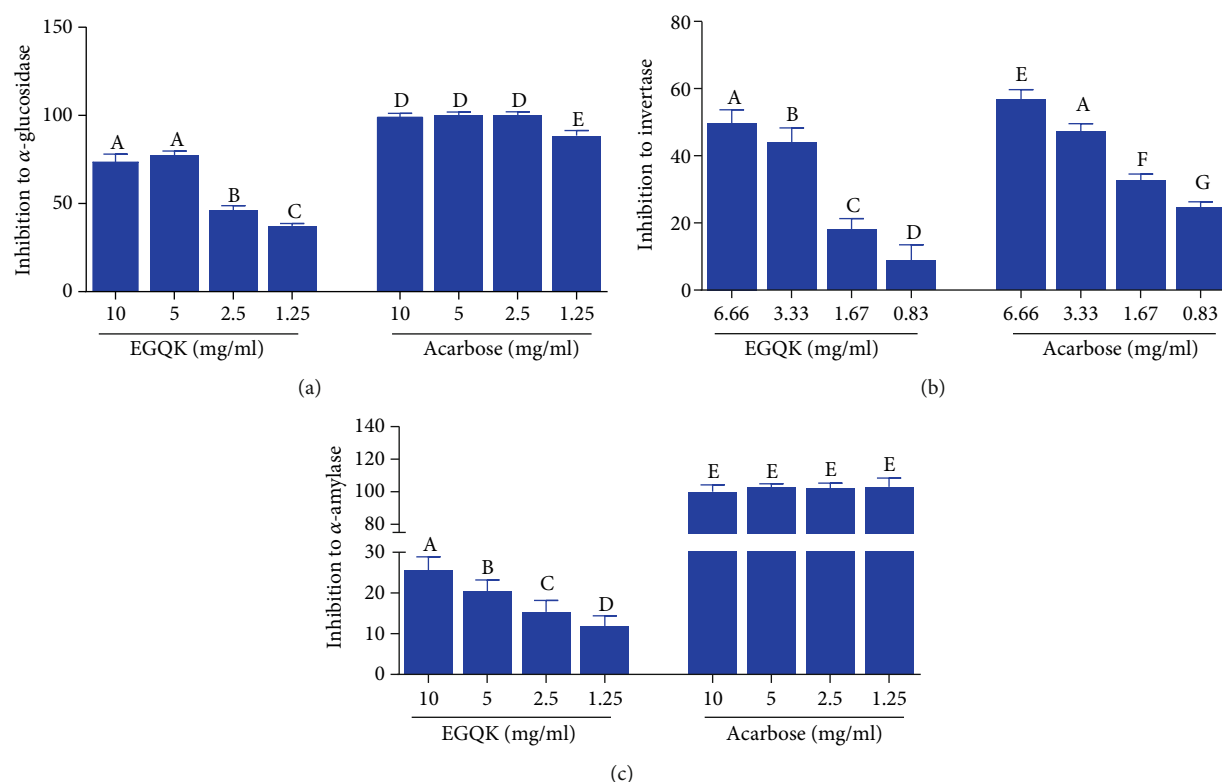 150
100
50
0
Inhibition to α-glucosidase
A A B C D D D E
10 5 2.5 1.25 10 5 2.5 1.25
EGQK (mg/ml) Acarbose (mg/ml)
(a)
80
60
40
20
0
Inhibition to invertase
A B C D E A F G
6.66 3.33 1.67 0.83 6.66 3.33 1.67 0.83
EGQK (mg/ml) Acarbose (mg/ml)
(b)
140
120
100
80
30
20
10
0
Inhibition to α-amylase
A B C D E E E E
10 5 2.5 1.25 10 5 2.5 1.25
EGQK (mg/ml) Acarbose (mg/ml)
(c)